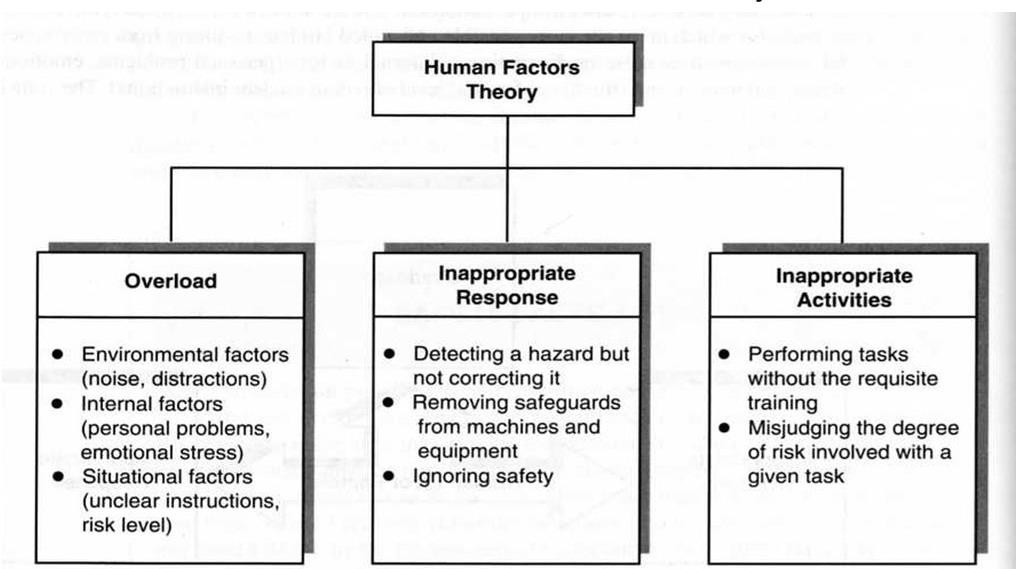 Human Factors
Theory
Overload
● Environmental factors
(noise, distractions)
● Internal factors
(personal problems,
emotional stress)
● Situational factors
(unclear instructions,
risk level)
Inappropriate
Response
● Detecting a hazard but
not correcting it
● Removing safeguards
from machines and
equipment
● Ignoring safety
Inappropriate
Activities
● Performing tasks
without the requisite
training
● Misjudging the degree
of risk involved with a
given task